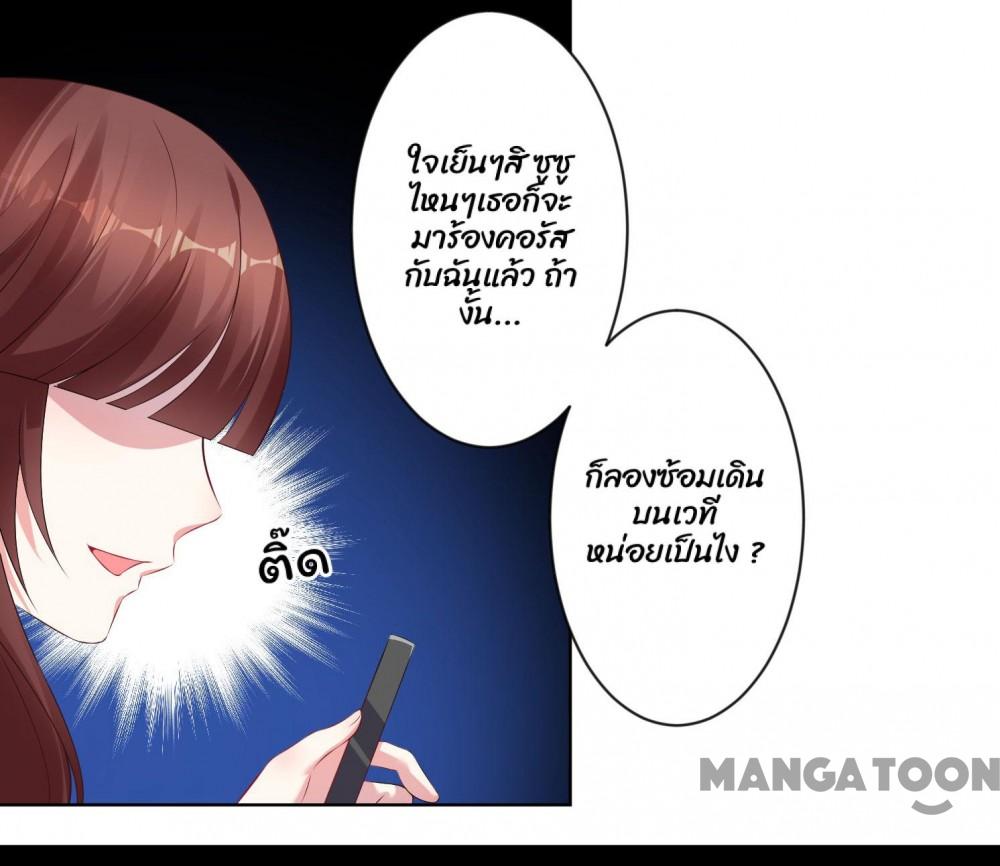 ใจเย็นๆสิ ซูซู
ไหนๆเธอก็จะ
มาร้องคอรัส
กับฉันแล้ว ถ้า
งั้น...
ก็ลองซ้อมเดิน
บนเวที
หน่อยเป็นไง ?
ติ๊ด
MANGATOON